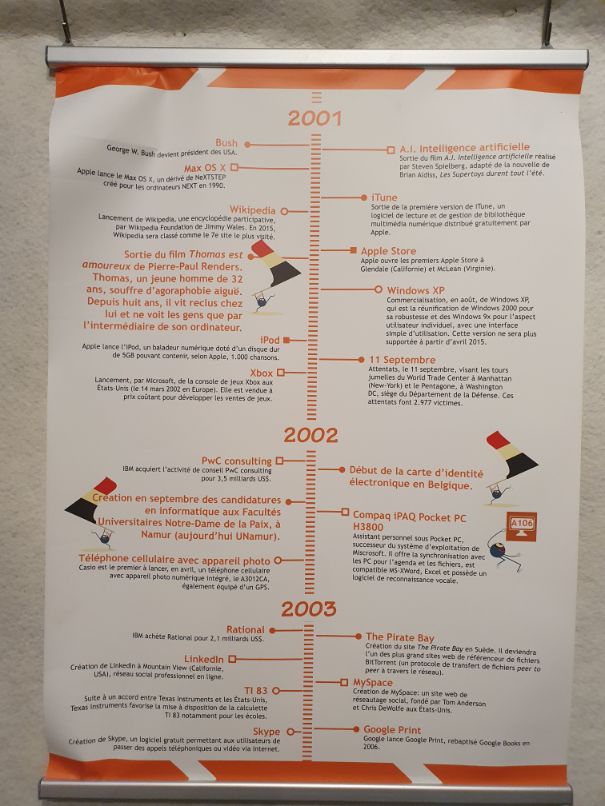 2001
Bush
George W. Bush devient président des USA.
Max OS X
Apple lance le Max OS X, un dérivé de NeXTSTEP
créé pour les ordinateurs NEXT en 1990.
Wikipedia
Lancement de Wikipedia, une encyclopédie participative,
par Wikipedia Foundation de Jimmy Wales. En 2015,
Wikipedia sera classé comme le 7e site le plus visité.
Sortie du film Thomas est
amoureux de Pierre-Paul Renders.
Thomas, un jeune homme de 32
ans, souffre d'agoraphobie aiguë.
Depuis huit ans, il vit reclus chez
lui et ne voit les gens que par
l'intermédiaire de son ordinateur.
iPod
Apple lance l'iPod, un baladeur numérique doté d'un disque dur
de 5GB pouvant contenir, selon Apple, 1.000 chansons.
Xbox
Lancement, par Microsoft, de la console de jeux Xbox aux
États-Unis (le 14 mars 2002 en Europe). Elle est vendue à
prix coûtant pour développer les ventes de jeux.
A.I. Intelligence artificielle
Sortie du film A.I. Intelligence artificielle réalisé
par Steven Spielberg, adapté de la nouvelle de
Brian Aldiss, Les Supertoys durent tout l'été.
iTune
Sortie de la première version de iTune, un
logiciel de lecture et de gestion de bibliothèque
multimédia numérique distribué gratuitement par
Apple.
Apple Store
Apple ouvre les premiers Apple Store à
Glendale (Californie) et McLean (Virginie).
Windows XP
Commercialisation, en août, de Windows XP,
qui est la réunification de Windows 2000 pour
sa robustesse et des Windows 9x pour l'aspect
utilisateur individuel, avec une interface
simple d'utilisation. Cette version ne sera plus
supportée à partir d'avril 2015.
11 Septembre
Attentats, le 11 septembre, visant les tours
jumelles du World Trade Center à Manhattan
(New-York) et le Pentagone, à Washington
DC, siège du Département de la Défense. Ces
attentats font 2.977 victimes.
2002
PwC consulting
IBM acquiert l'activité de conseil PwC consulting
pour 3,5 milliards US$.
Création en septembre des candidatures
en informatique aux Facultés
Universitaires Notre-Dame de la Paix, à
Namur (aujourd'hui UNamur).
Téléphone cellulaire avec appareil photo
Casio est le premier à lancer, en avril, un téléphone cellulaire
avec appareil photo numérique intégré, le A3012CA,
également équipé d'un GPS.
Début de la carte d'identité
électronique en Belgique.
Compaq iPAQ Pocket PC
H3800
Assistant personnel sous Pocket PC,
successeur du système d'exploitation de
Miscrosoft. Il offre la synchronisation avec
les PC pour l'agenda et les fichiers, est
compatible MS-XWord, Excel et possède un
logiciel de reconnaissance vocale.
A106
2003
Rational
IBM achète Rational pour 2,1 milliards US$.
LinkedIn
Création de LinkedIn à Mountain View (Californie,
USA), réseau social professionnel en ligne.
TI 83
Suite à un accord entre Texas Instruments et les États-Unis,
Texas Instruments favorise la mise à disposition de la calculette
TI 83 notamment pour les écoles.
Skype
Création de Skype, un logiciel gratuit permettant aux utilisateurs de
passer des appels téléphoniques ou vidéo via Internet.
The Pirate Bay
Création du site The Pirate Bay en Suède. Il deviendra
l'un des plus grand sites web de référenceur de fichiers
BitTorrent (un protocole de transfert de fichiers peer to
peer à travers le réseau).
MySpace
Création de MySpace: un site web de
réseautage social, fondé par Tom Anderson
et Chris DeWolfe aux États-Unis.
Google Print
Google lance Google Print, rebaptisé Google Books en
2006.